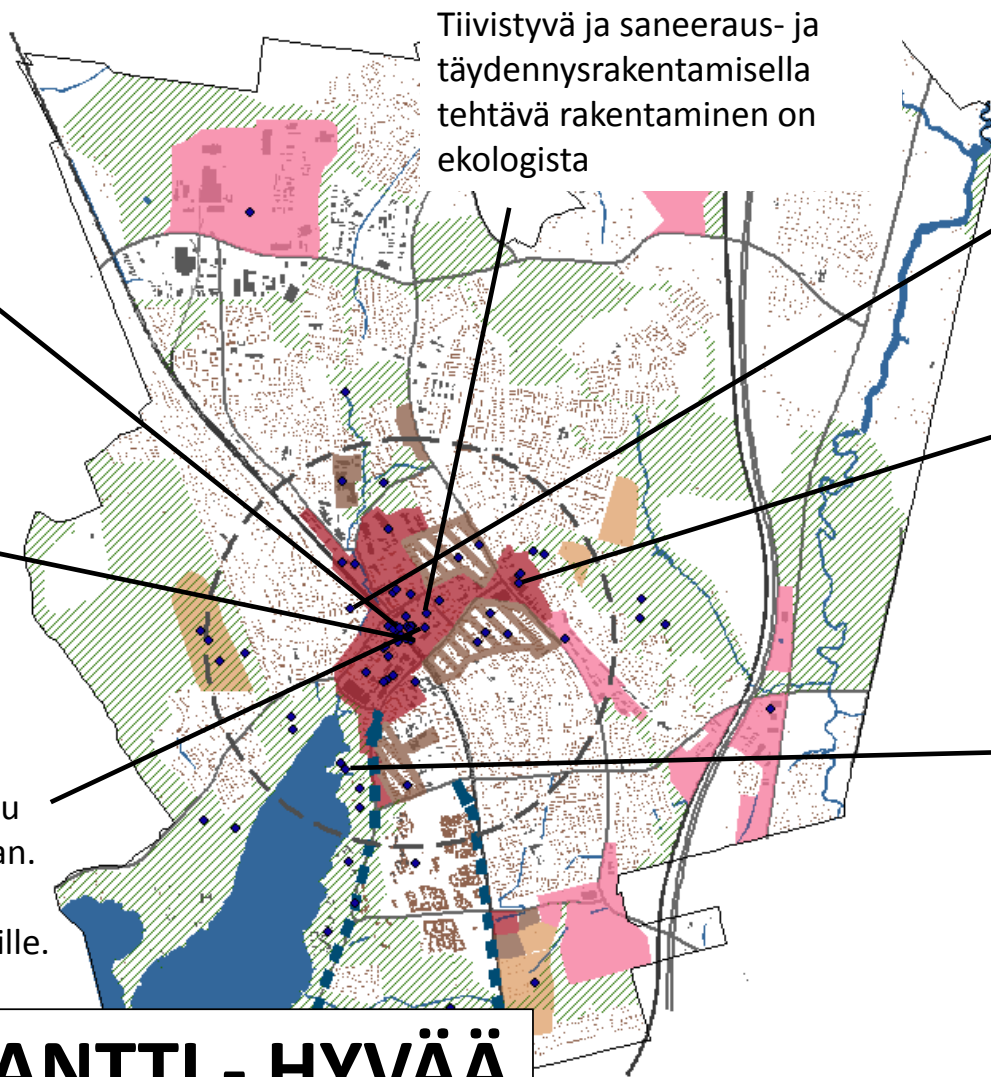 Tiivistyvä ja saneeraus- ja
täydennysrakentamisella
tehtävä rakentaminen on
ekologista
u
an.
ille.
ANTTI - HYVÄÄ